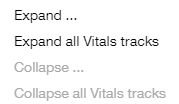 Expand ...
Expand all Vitals tracks
Collapse ...
Collapse all Vitals tracks